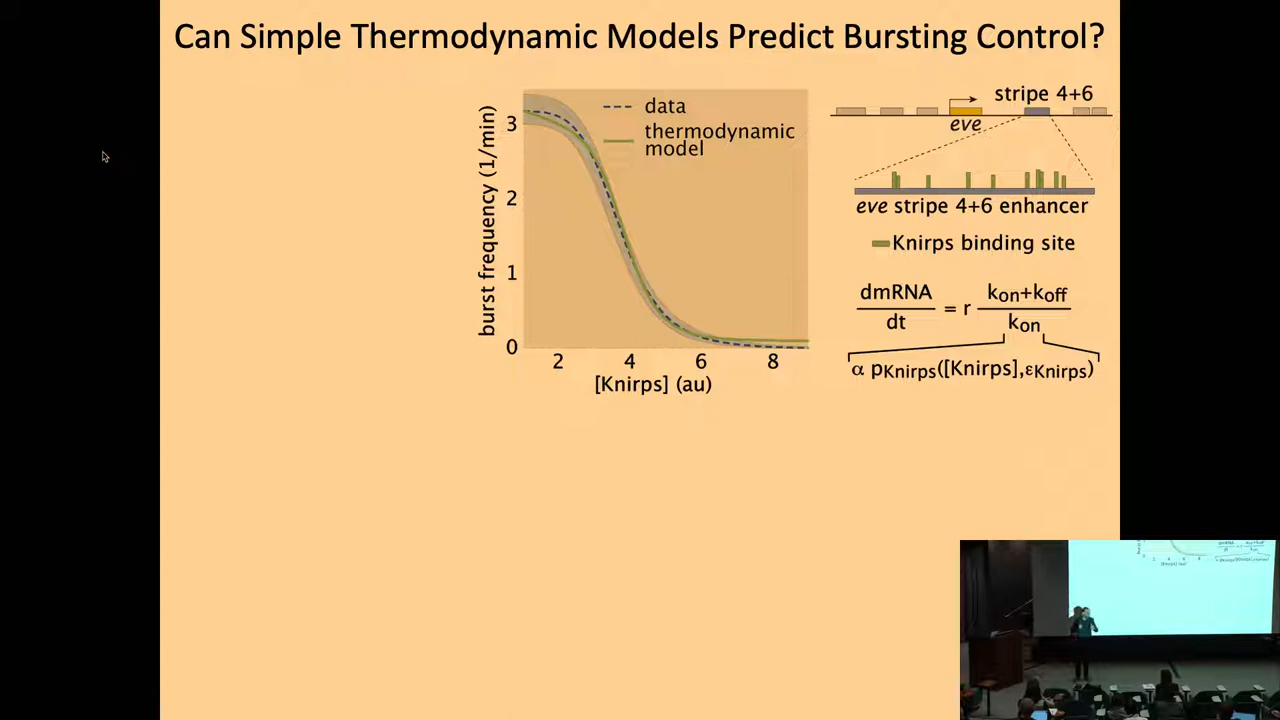 Can Simple Thermodynamic Models Predict Bursting Control?
burst frequency (1/min)
3
2
1
0
data
thermodynamic
model
2 4 6 8
[Knirps] (au)
stripe 4+6
eve
eve stripe 4+6 enhancer
Knirps binding site
dmRNA
dt
= r
kon+koff
kon
α pKnirps([Knirps],εKnirps)